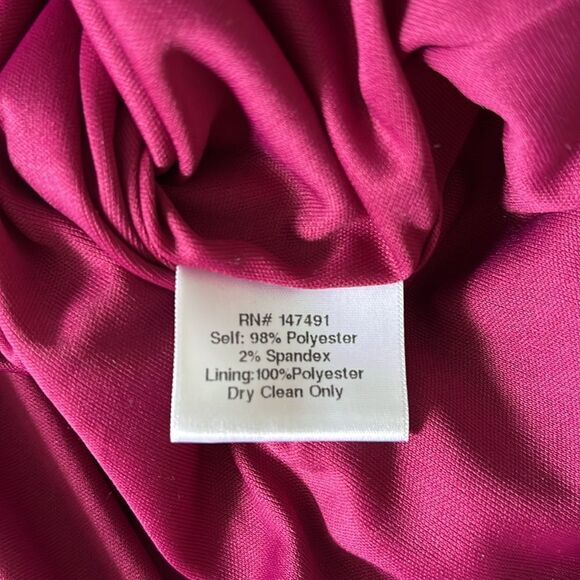 RN# 147491
Self: 98% Polyester
2% Spandex
Lining:100%Polyester
Dry Clean Only